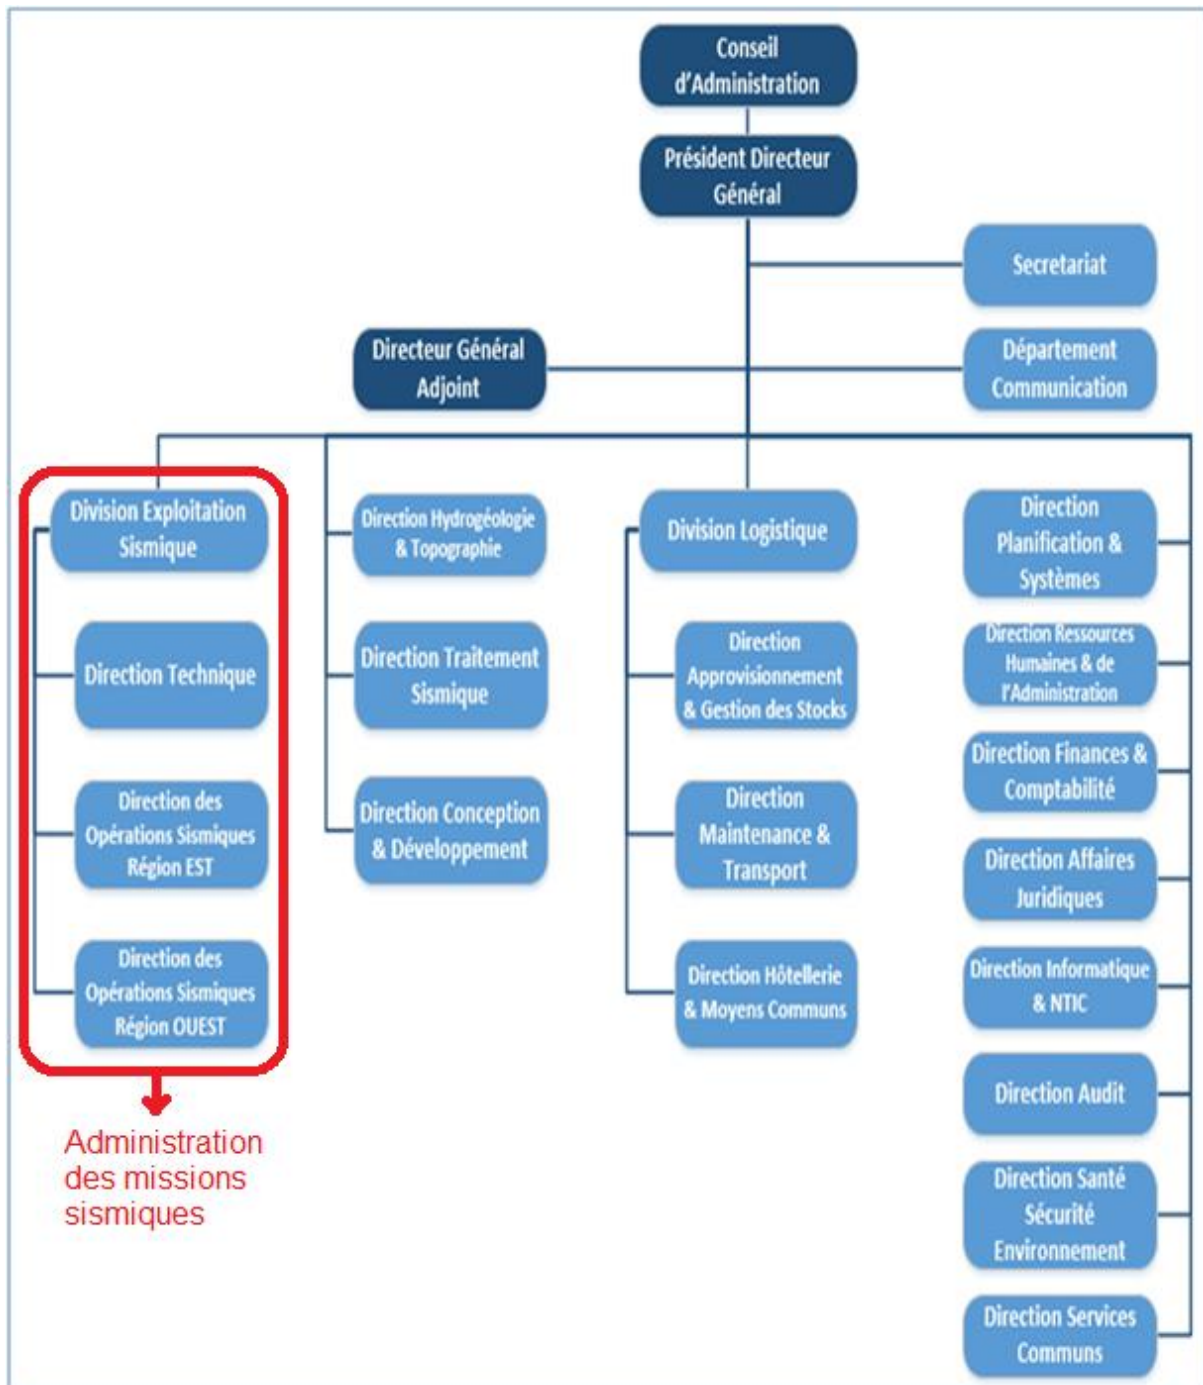 Conseil
d'Administration
Président Directeur
Général
Secretariat
Directeur Général
Adjoint
Département
Communication
Division Exploitation
Sismique
Direction Technique
Direction des
Opérations Sismiques
Région EST
Direction des
Opérations Sismiques
Région OUEST
Administration
des missions
sismiques
Direction Hydrogéologie
& Topographie
Direction Traitement
Sismique
Direction Conception
& Développement
Division Logistique
Direction
Approvisionnement
& Gestion des Stocks
Direction
Maintenance &
Transport
Direction Hôtellerie
& Moyens Communs
Direction
Planification &
Systèmes
Direction Ressources
Humaines & de
l'Administration
Direction Finances &
Comptabilité
Direction Affaires
Juridiques
Direction Informatique
& NTIC
Direction Audit
Direction Santé
Sécurité
Environnement
Direction Services
Communs